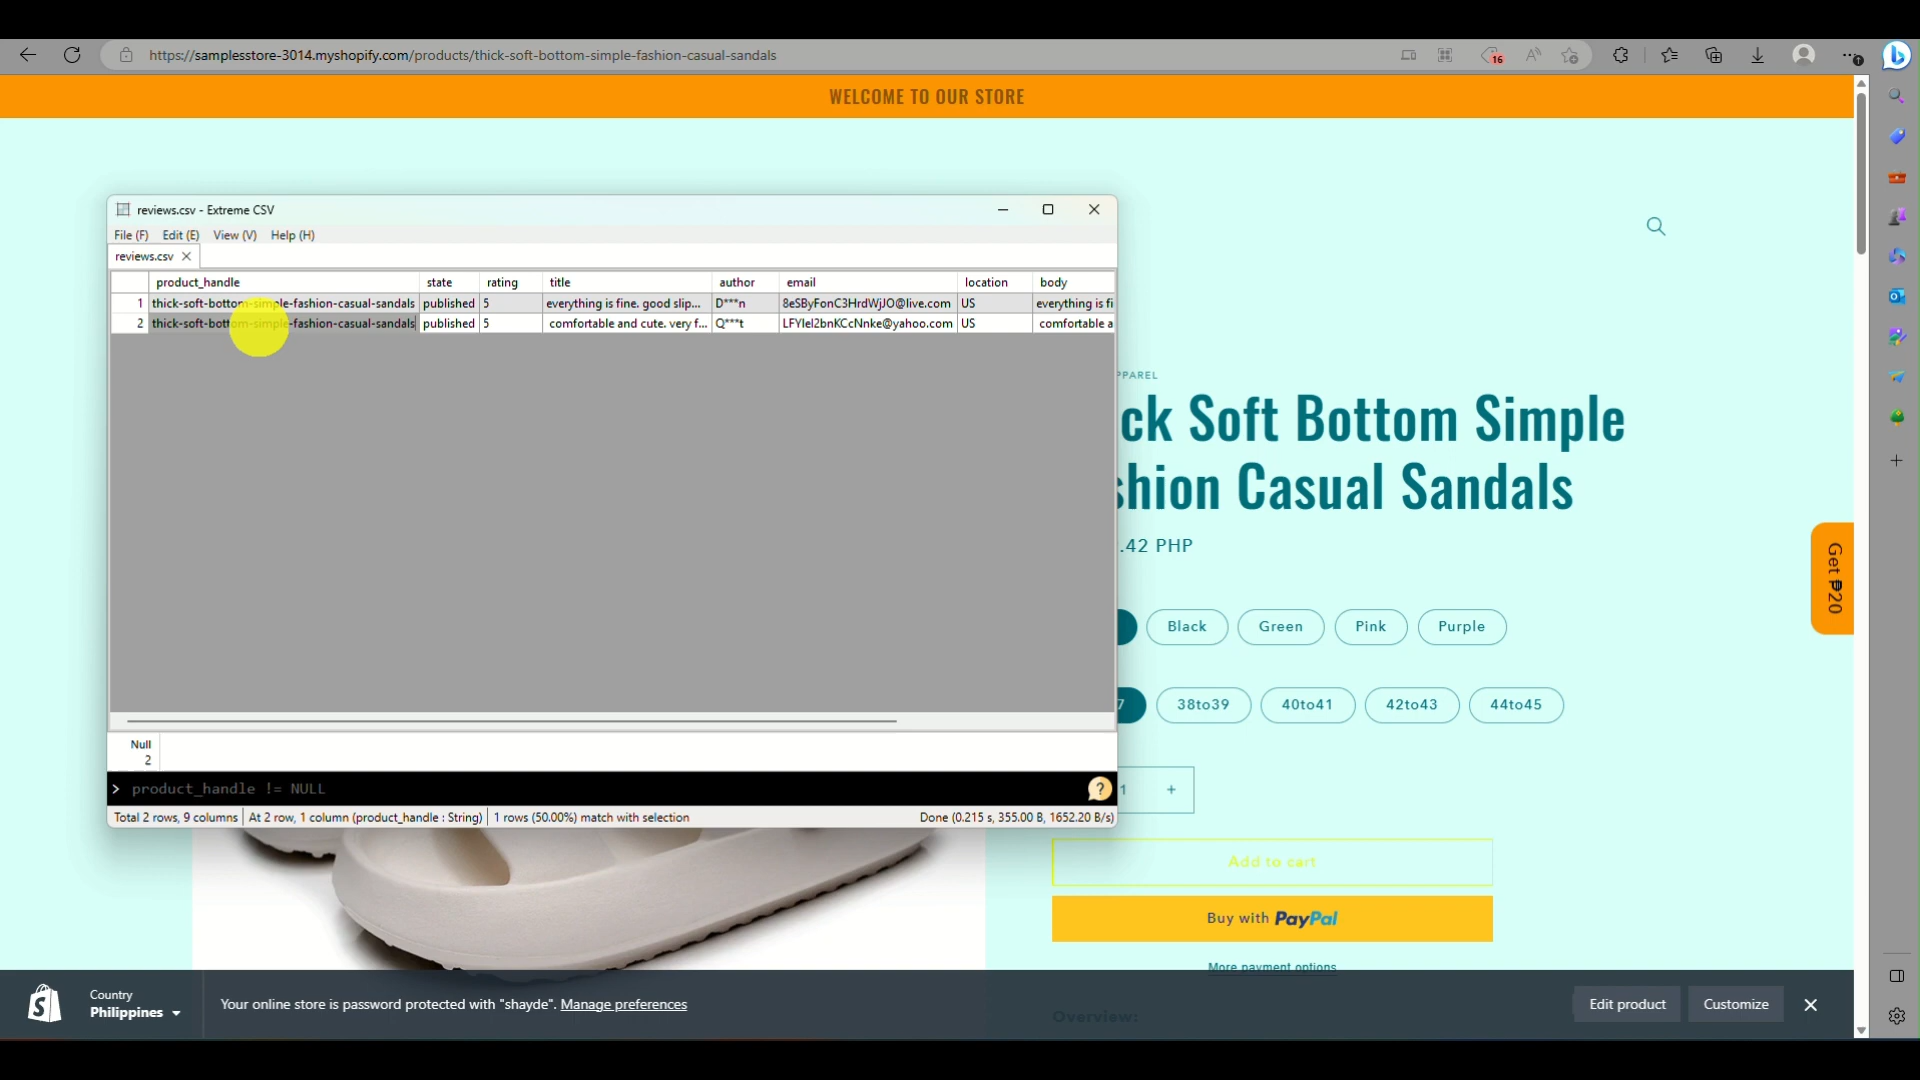 https://samplesstore-3014.myshopify.com/products/thick-soft-bottom-simple-fashion-casual-sandals
16
WELCOME TO OUR STORE
reviews.csv - Extreme CSV
File (F) Edit (E) View (V) Help (H)
reviews.csv
product_handle state rating title author email location body
1 thick-soft-bottom-simple-fashion-casual-sandals published 5 everything is fine. good slip... D***n 8eSByFonC3HrdWjJO@live.com US everything is fi
2 thick-soft-bottom-simple-fashion-casual-sandals published 5 comfortable and cute. very f... Q***t LFYlel2bnKCcNnke@yahoo.com US comfortable a
PPAREL
ck Soft Bottom Simple
shion Casual Sandals
.42 PHP
Get ₱20
Black Green Pink Purple
7 38to39 40to41 42to43 44to45
Null
2
> product_handle != NULL
?
1 +
Total 2 rows, 9 columns At 2 row, 1 column (product_handle : String) 1 rows (50.00%) match with selection Done (0.215 s, 355.00 B, 1652.20 B/s)
Add to cart
Buy with PayPal
More payment options
Country
Philippines
Your online store is password protected with "shayde". Manage preferences
Edit product Customize
Overview: